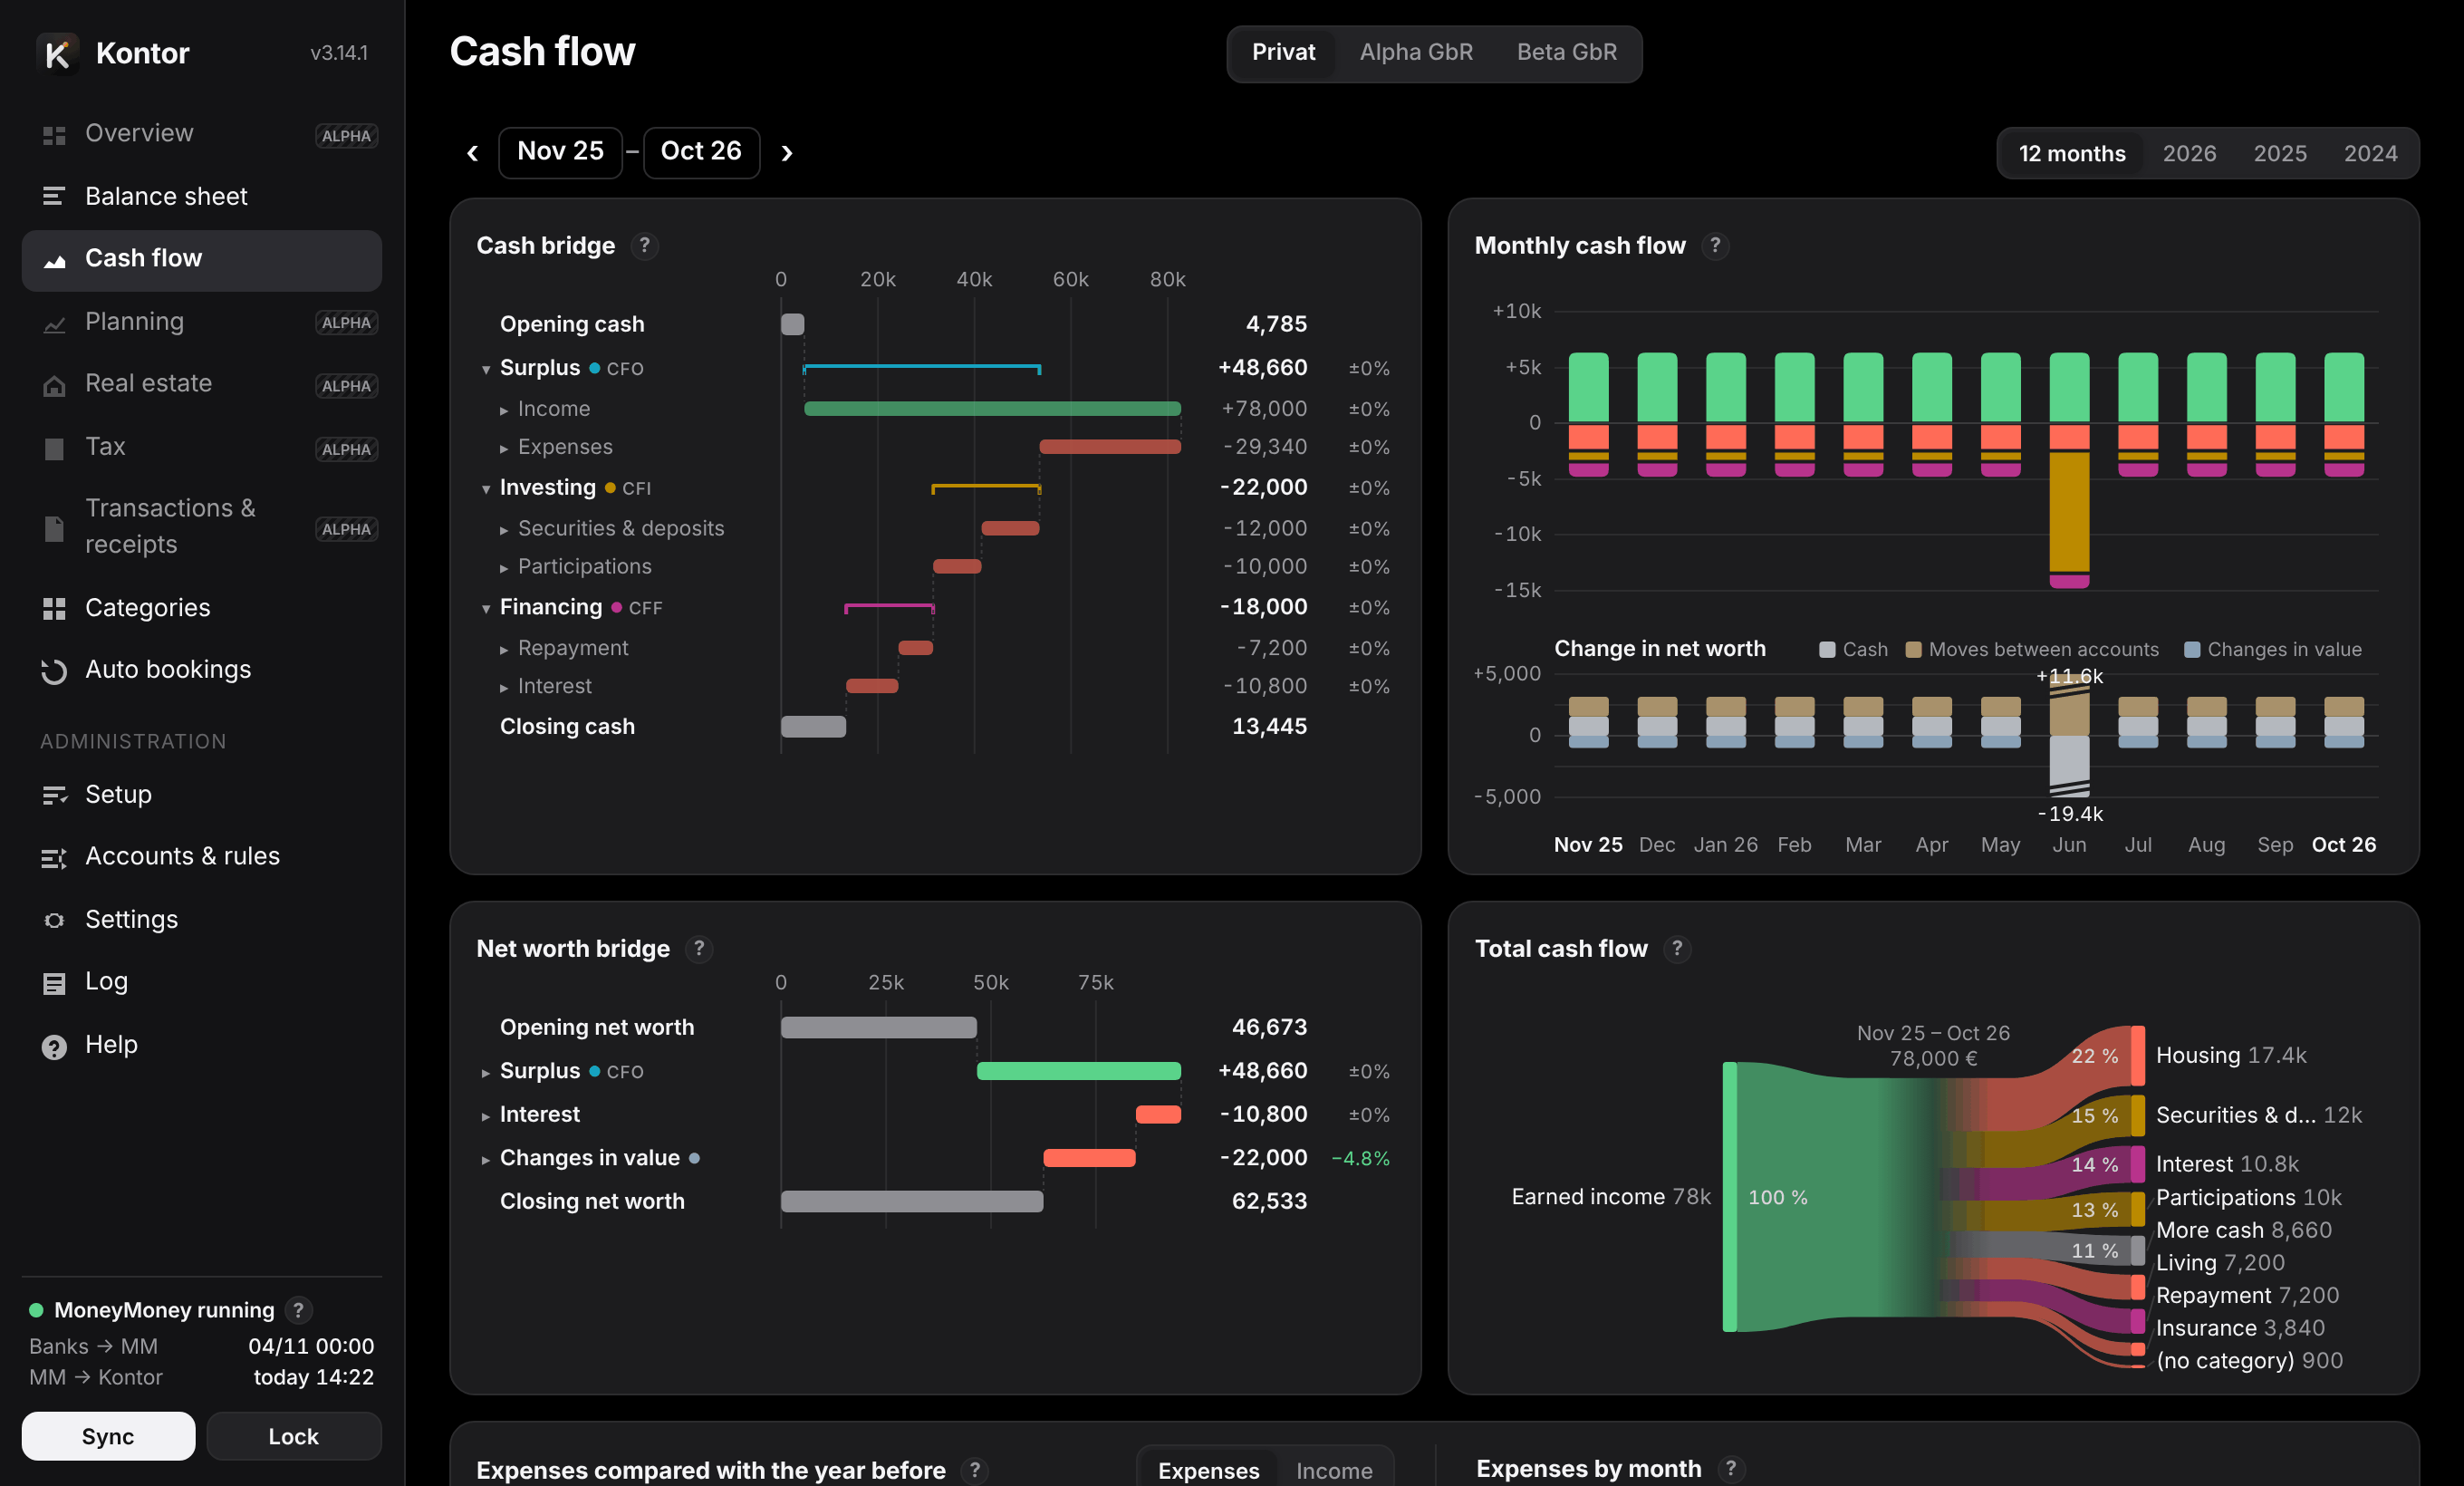 Kontor
v3.14.1
Overview ALPHA
Balance sheet
Cash flow
Planning ALPHA
Real estate ALPHA
Tax ALPHA
Transactions &
receipts ALPHA
Categories
Auto bookings
ADMINISTRATION
Setup
Accounts & rules
Settings
Log
Help
MoneyMoney running ?
Banks → MM 04/11 00:00
MM → Kontor today 14:22
Sync Lock
Cash flow
Privat Alpha GbR Beta GbR
‹ Nov 25 – Oct 26 ›
12 months 2026 2025 2024
Cash bridge ?
0 20k 40k 60k 80k
Opening cash 4,785
▾ Surplus CFO +48,660 ±0%
▸ Income +78,000 ±0%
▸ Expenses -29,340 ±0%
▾ Investing CFI -22,000 ±0%
▸ Securities & deposits -12,000 ±0%
▸ Participations -10,000 ±0%
▾ Financing CFF -18,000 ±0%
▸ Repayment -7,200 ±0%
▸ Interest -10,800 ±0%
Closing cash 13,445
Monthly cash flow ?
+10k
+5k
0
-5k
-10k
-15k
Change in net worth Cash Moves between accounts Changes in value
+5,000 +11.6k
0
-5,000
-19.4k
Nov 25 Dec Jan 26 Feb Mar Apr May Jun Jul Aug Sep Oct 26
Net worth bridge ?
0 25k 50k 75k
Opening net worth 46,673
▸ Surplus CFO +48,660 ±0%
▸ Interest -10,800 ±0%
▸ Changes in value -22,000 −4.8%
Closing net worth 62,533
Total cash flow ?
Nov 25 – Oct 26
78,000 €
Earned income 78k 100 %
22 % Housing 17.4k
15 % Securities & d... 12k
14 % Interest 10.8k
13 % Participations 10k
11 % More cash 8,660
Living 7,200
Repayment 7,200
Insurance 3,840
(no category) 900
Expenses compared with the year before ?
Expenses Income
Expenses by month ?